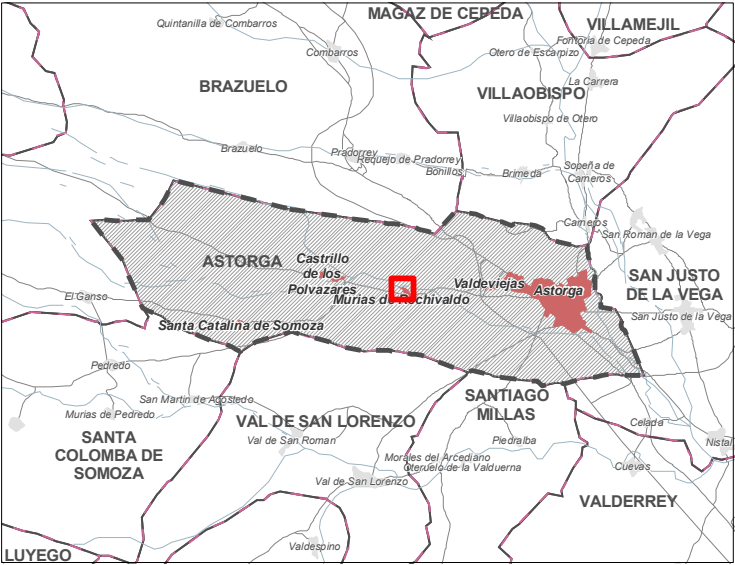 MAGAZ DE CEPEDA
Quintanilla de Combarros
VILLAMEJIL
Fontoria de Cepeda
Otero de Escarpizo
Combarros
La Carrera
BRAZUELO
VILLAOBISPO
Villaobispo de Otero
Brazuelo
Pradorrey
Requejo de Pradorrey
Bonillos
Brimeda
Sopeña de
Carneros
Carneros
San Roman de la Vega
ASTORGA
Castrillo
de los
Polvazares
Valdeviejas
Astorga
SAN JUSTO
DE LA VEGA
El Ganso
Murias de Rechivaldo
San Justo de la Vega
Santa Catalina de Somoza
Pedredo
San Martin de Agostedo
SANTIAGO
MILLAS
Murias de Pedredo
VAL DE SAN LORENZO
Celada
SANTA
COLOMBA DE
SOMOZA
Val de San Roman
Piedralba
Nistal
Morales del Arcediano
Oteruelo de la Valduerna
Cuevas
Val de San Lorenzo
VALDERREY
Valdespino
LUYEGO